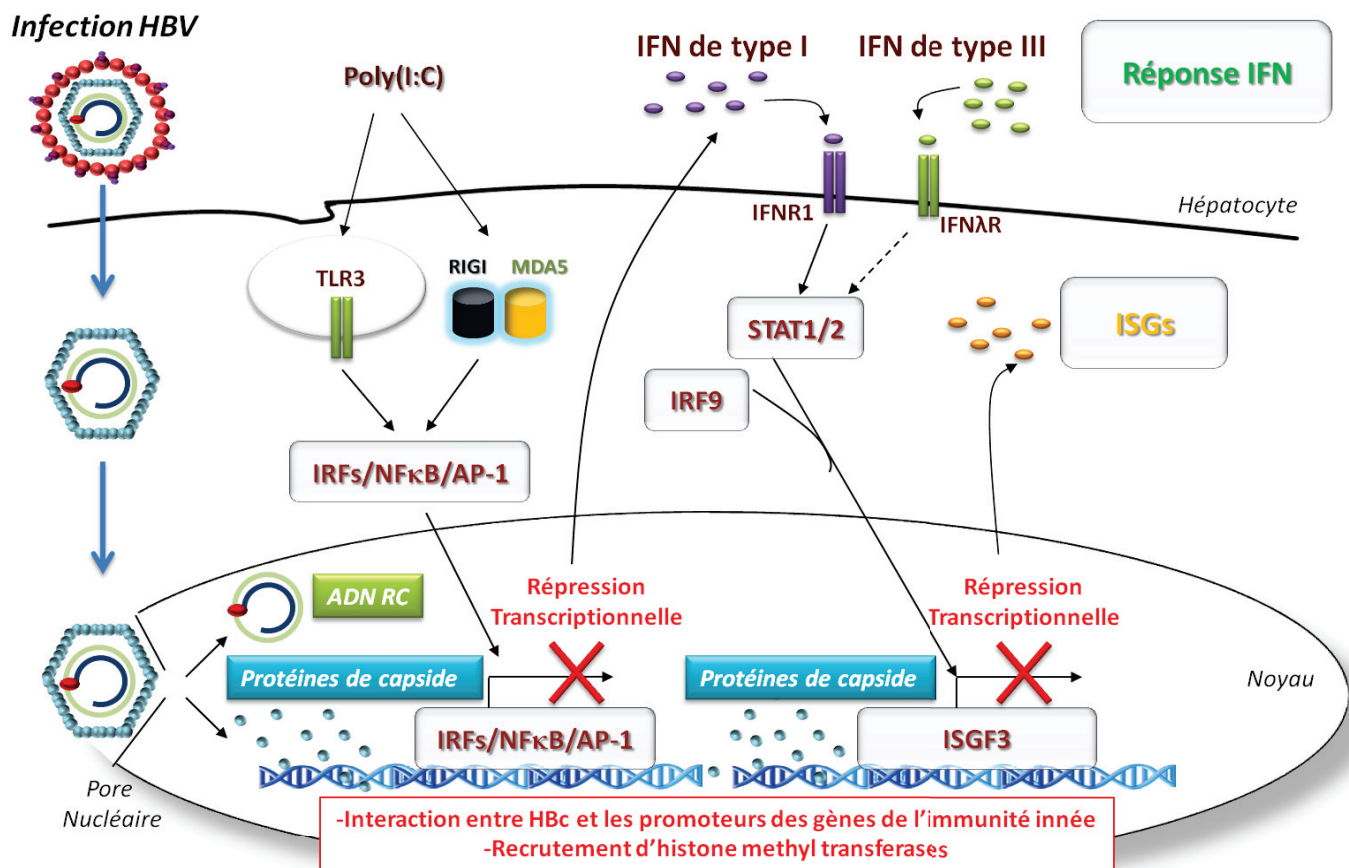 Infection HBV
Poly(I:C)
IFN de type I
IFN de type III
Réponse IFN
Hépatocyte
IFNR1
IFNλR
TLR3
RIGI
MDA5
STAT1/2
ISGs
IRF9
IRFs/NFκB/AP-1
ADN RC
Répression
Transcriptionnelle
Répression
Transcriptionnelle
Protéines de capside
Protéines de capside
Noyau
IRFs/NFκB/AP-1
ISGF3
Pore
Nucléaire
-Interaction entre HBc et les promoteurs des gènes de l'immunité innée
-Recrutement d'histone methyl transferases